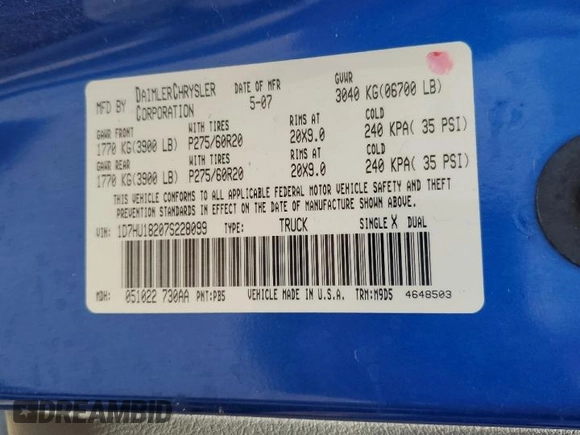 MFD BY DAIMLERCHRYSLER CORPORATION DATE OF MFR 5-07 GVWR 3040 KG(06700 LB)
GAWR FRONT WITH TIRES RIMS AT COLD
1770 KG(3900 LB) P275/60R20 20X9.0 240 KPA( 35 PSI)
GAWR REAR WITH TIRES RIMS AT COLD
1770 KG(3900 LB) P275/60R20 20X9.0 240 KPA( 35 PSI)
THIS VEHICLE CONFORMS TO ALL APPLICABLE FEDERAL MOTOR VEHICLE SAFETY AND THEFT
PREVENTION STANDARDS IN EFFECT ON THE DATE OF MANUFACTURE SHOWN ABOVE.
VIN: 1D7HU18207S228099 TYPE: TRUCK SINGLE X DUAL
MDH: 051022 730AA PNT:PB5 VEHICLE MADE IN U.S.A. TRM:M9D5 4648503
DREAMBID